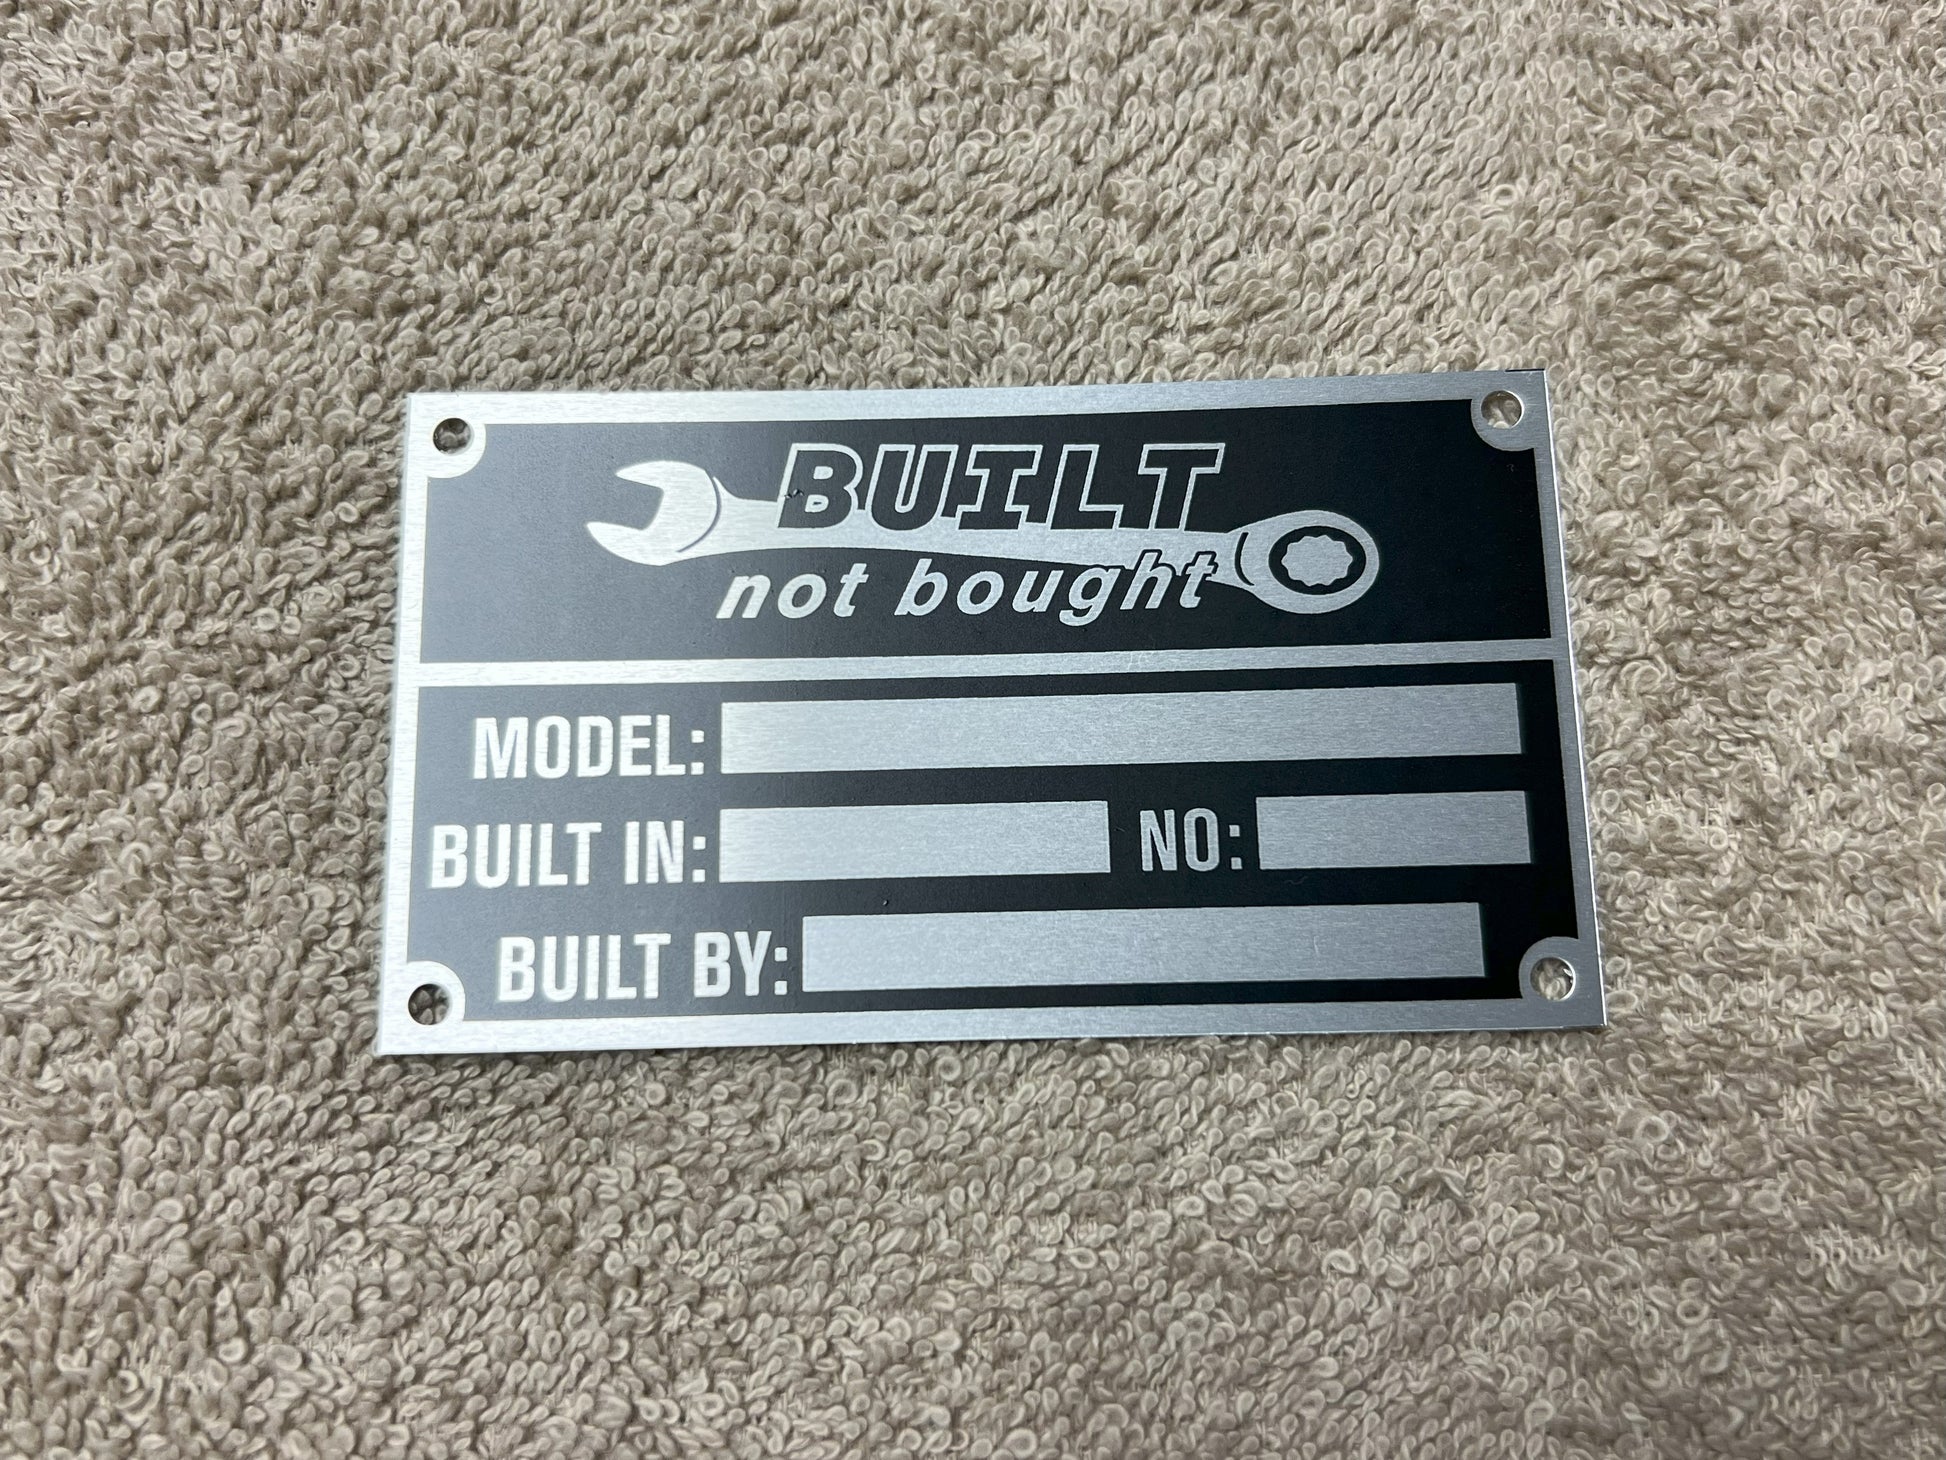 BUILT
not bought
MODEL:
BUILT IN: NO:
BUILT BY: